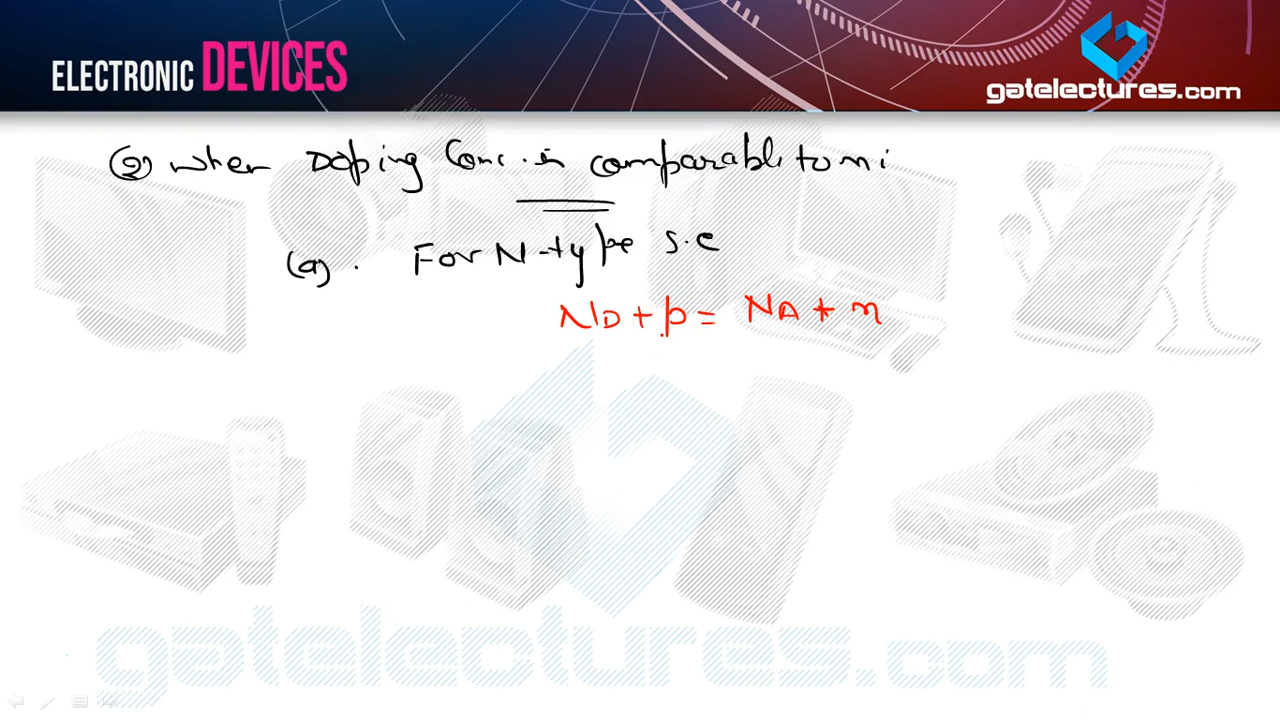 ELECTRONIC DEVICES
gatelectures.com
(2) When Doping Conc. is comparable to ni
(a). For N-type s.c
ND + p = NA + n
gatelectures.com